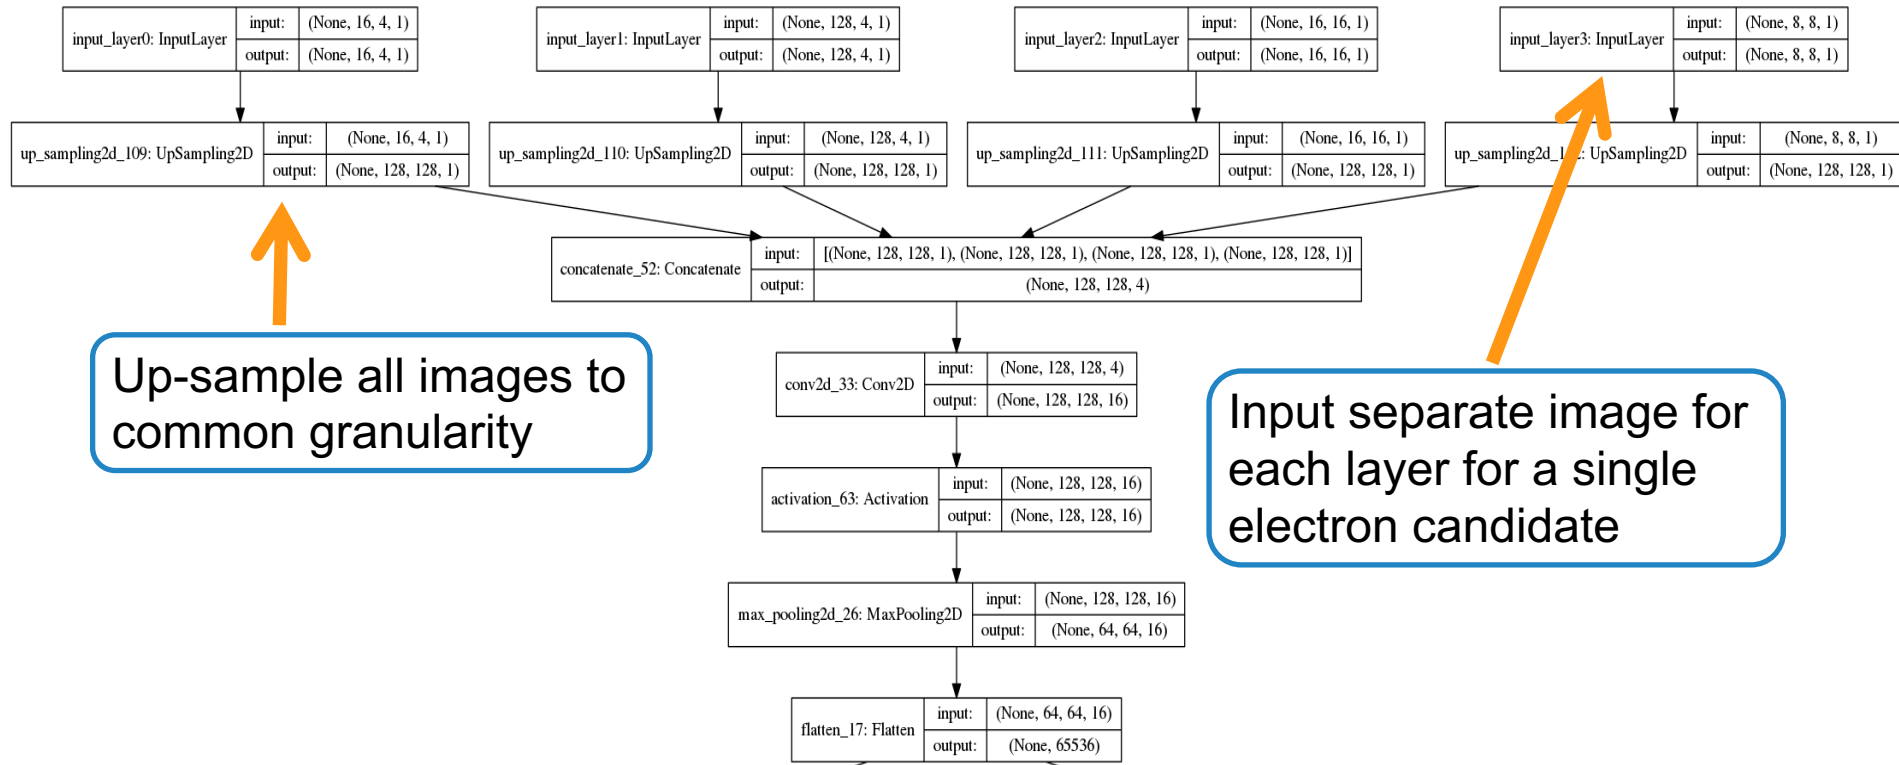 input_layer0: InputLayer input: (None, 16, 4, 1)
output: (None, 16, 4, 1)
input_layer1: InputLayer input: (None, 128, 4, 1)
output: (None, 128, 4, 1)
input_layer2: InputLayer input: (None, 16, 16, 1)
output: (None, 16, 16, 1)
input_layer3: InputLayer input: (None, 8, 8, 1)
output: (None, 8, 8, 1)
up_sampling2d_109: UpSampling2D input: (None, 16, 4, 1)
output: (None, 128, 128, 1)
up_sampling2d_110: UpSampling2D input: (None, 128, 4, 1)
output: (None, 128, 128, 1)
up_sampling2d_111: UpSampling2D input: (None, 16, 16, 1)
output: (None, 128, 128, 1)
UpSampling2D input: (None, 8, 8, 1)
output: (None, 128, 128, 1)
concatenate_52: Concatenate input: [(None, 128, 128, 1), (None, 128, 128, 1), (None, 128, 128, 1), (None, 128, 128, 1)]
output: (None, 128, 128, 4)
Up-sample all images to
common granularity
conv2d_33: Conv2D input: (None, 128, 128, 4)
output: (None, 128, 128, 16)
Input separate image for
each layer for a single
electron candidate
activation_63: Activation input: (None, 128, 128, 16)
output: (None, 128, 128, 16)
max_pooling2d_26: MaxPooling2D input: (None, 128, 128, 16)
output: (None, 64, 64, 16)
flatten_17: Flatten input: (None, 64, 64, 16)
output: (None, 65536)